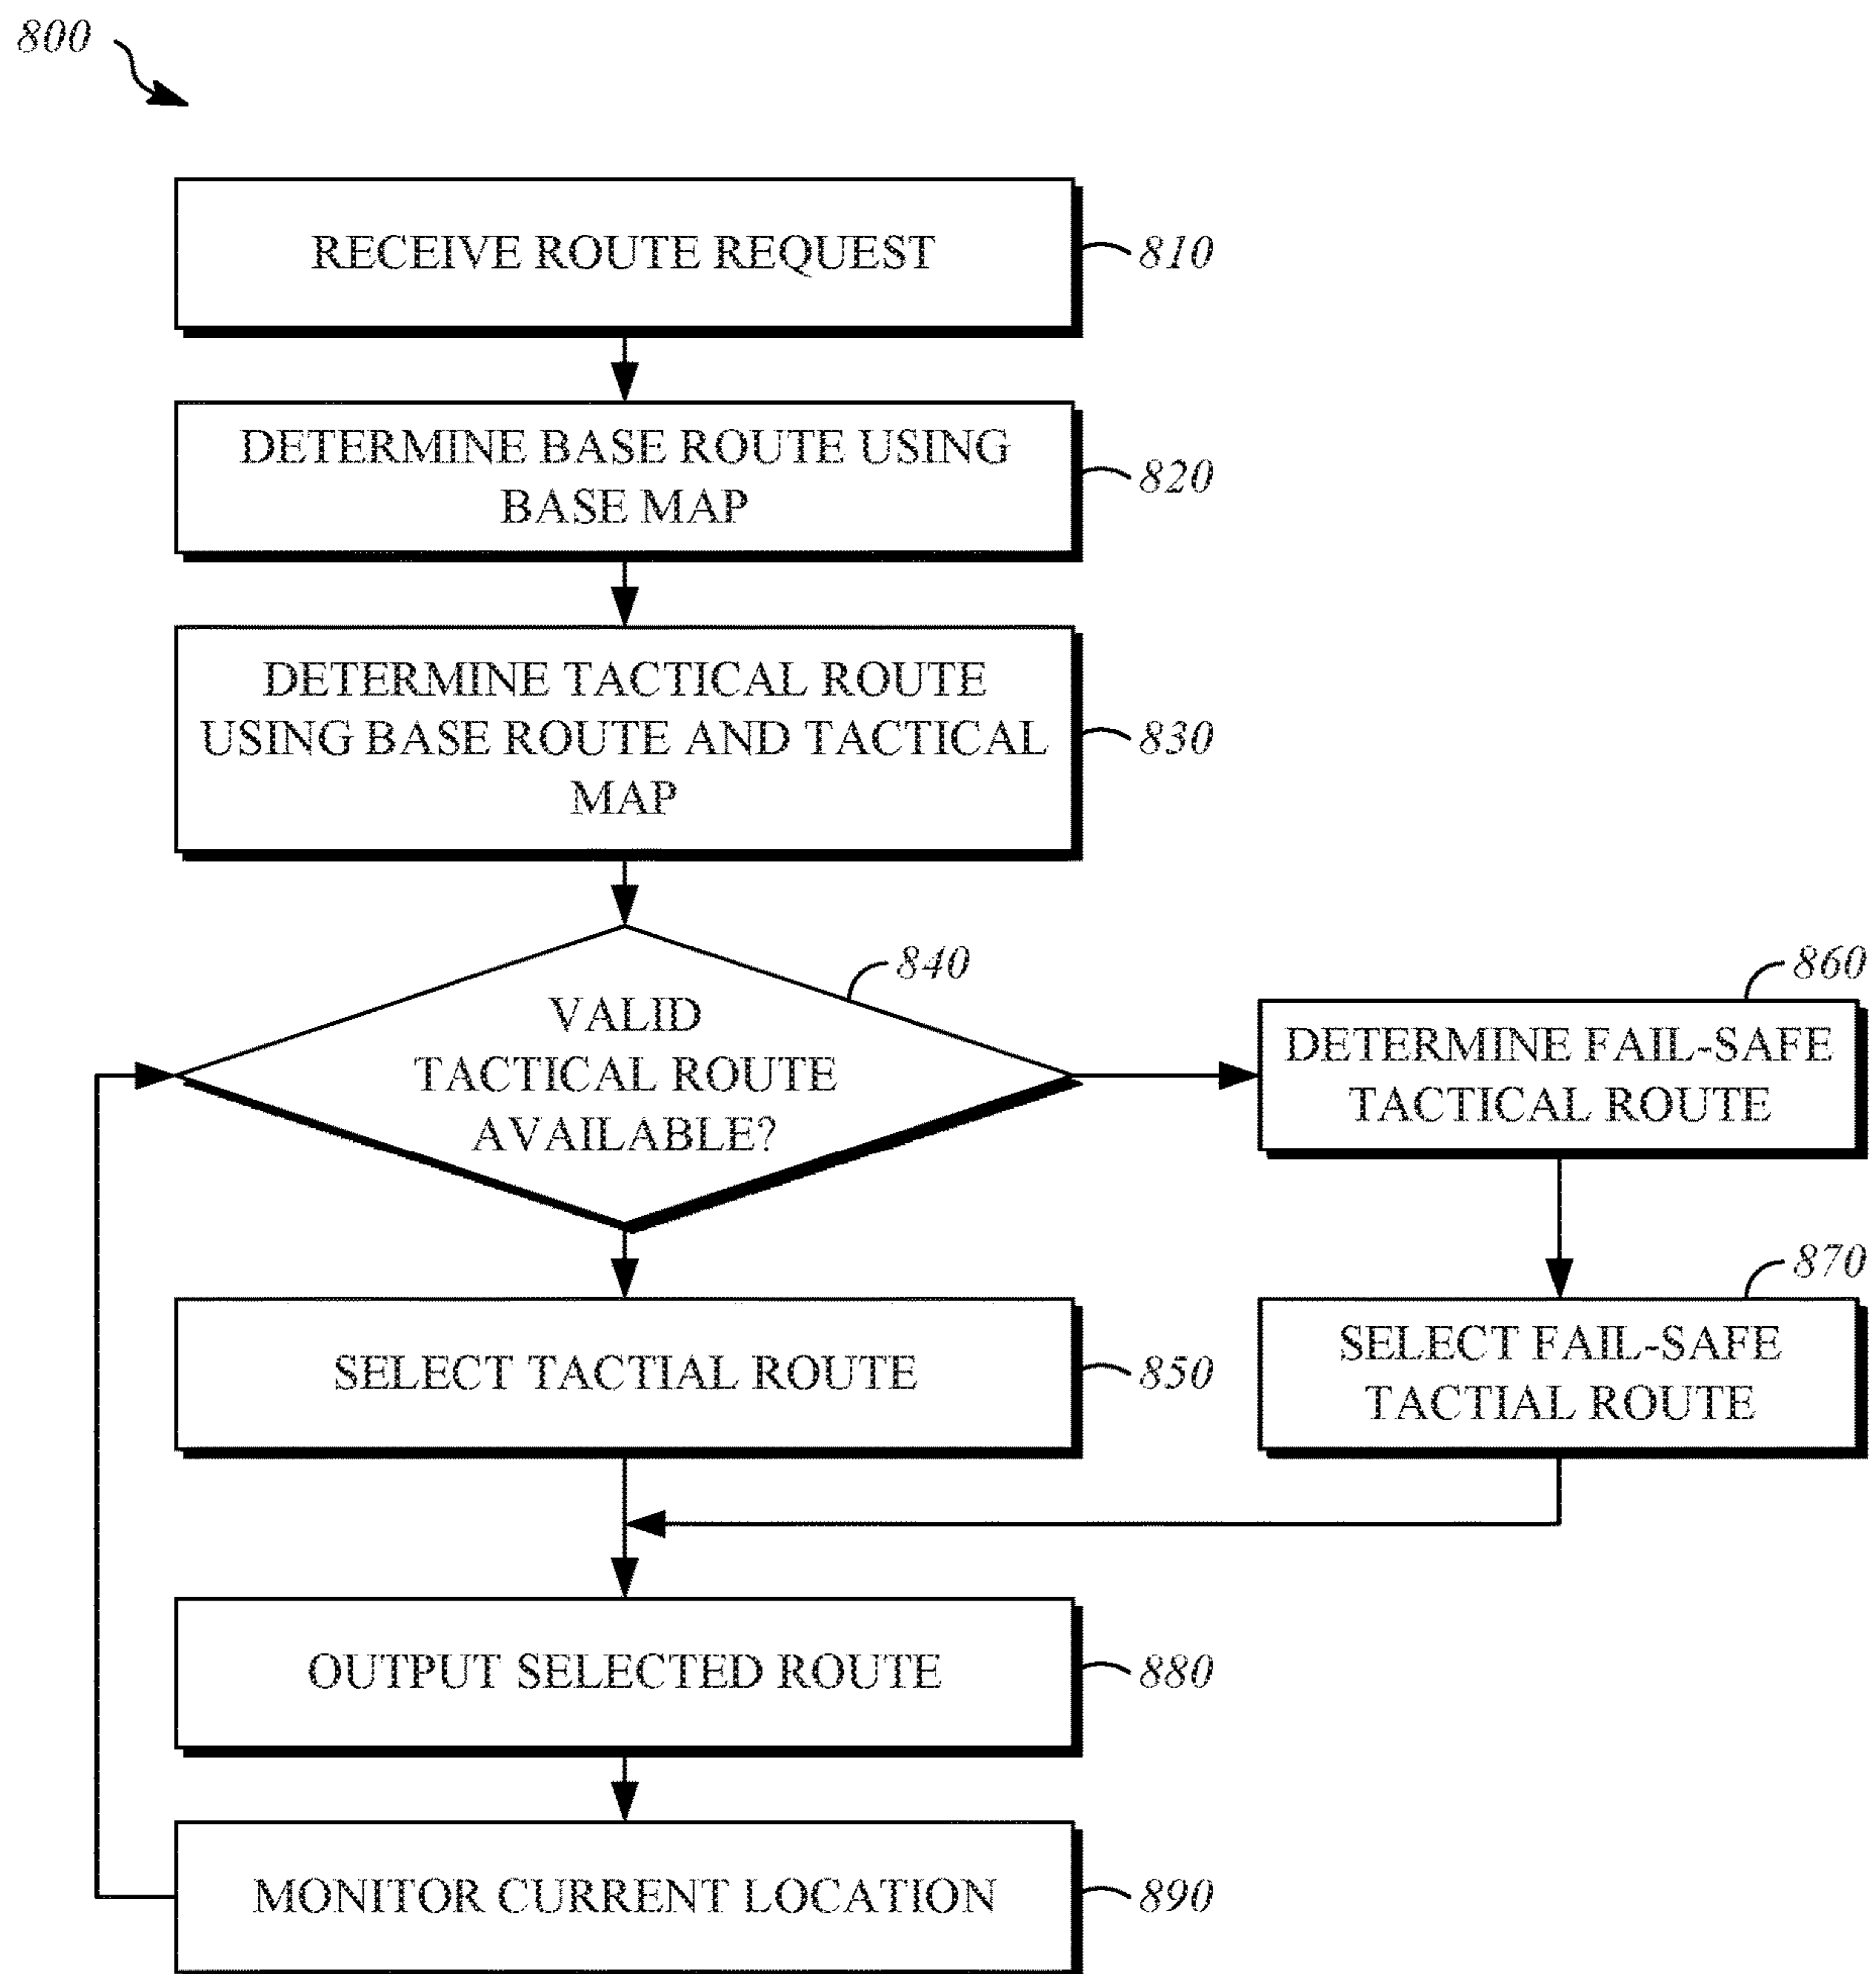 800
RECEIVE ROUTE REQUEST
810
DETERMINE BASE ROUTE USING
BASE MAP
820
DETERMINE TACTICAL ROUTE
USING BASE ROUTE AND TACTICAL
MAP
830
840
VALID
TACTICAL ROUTE
AVAILABLE?
860
DETERMINE FAIL-SAFE
TACTICAL ROUTE
SELECT TACTIAL ROUTE
850
870
SELECT FAIL-SAFE
TACTIAL ROUTE
OUTPUT SELECTED ROUTE
880
MONITOR CURRENT LOCATION
890